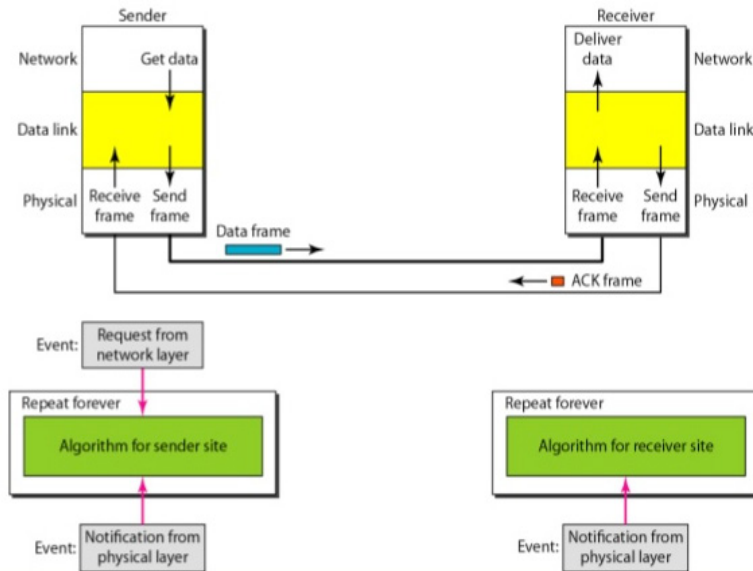 Sender
Receiver
Network
Get data
Deliver
data
Network
Data link
Data link
Physical
Receive
frame
Send
frame
Receive
frame
Send
frame
Physical
Data frame
ACK frame
Event:
Request from
network layer
Repeat forever
Algorithm for sender site
Repeat forever
Algorithm for receiver site
Event:
Notification from
physical layer
Event:
Notification from
physical layer